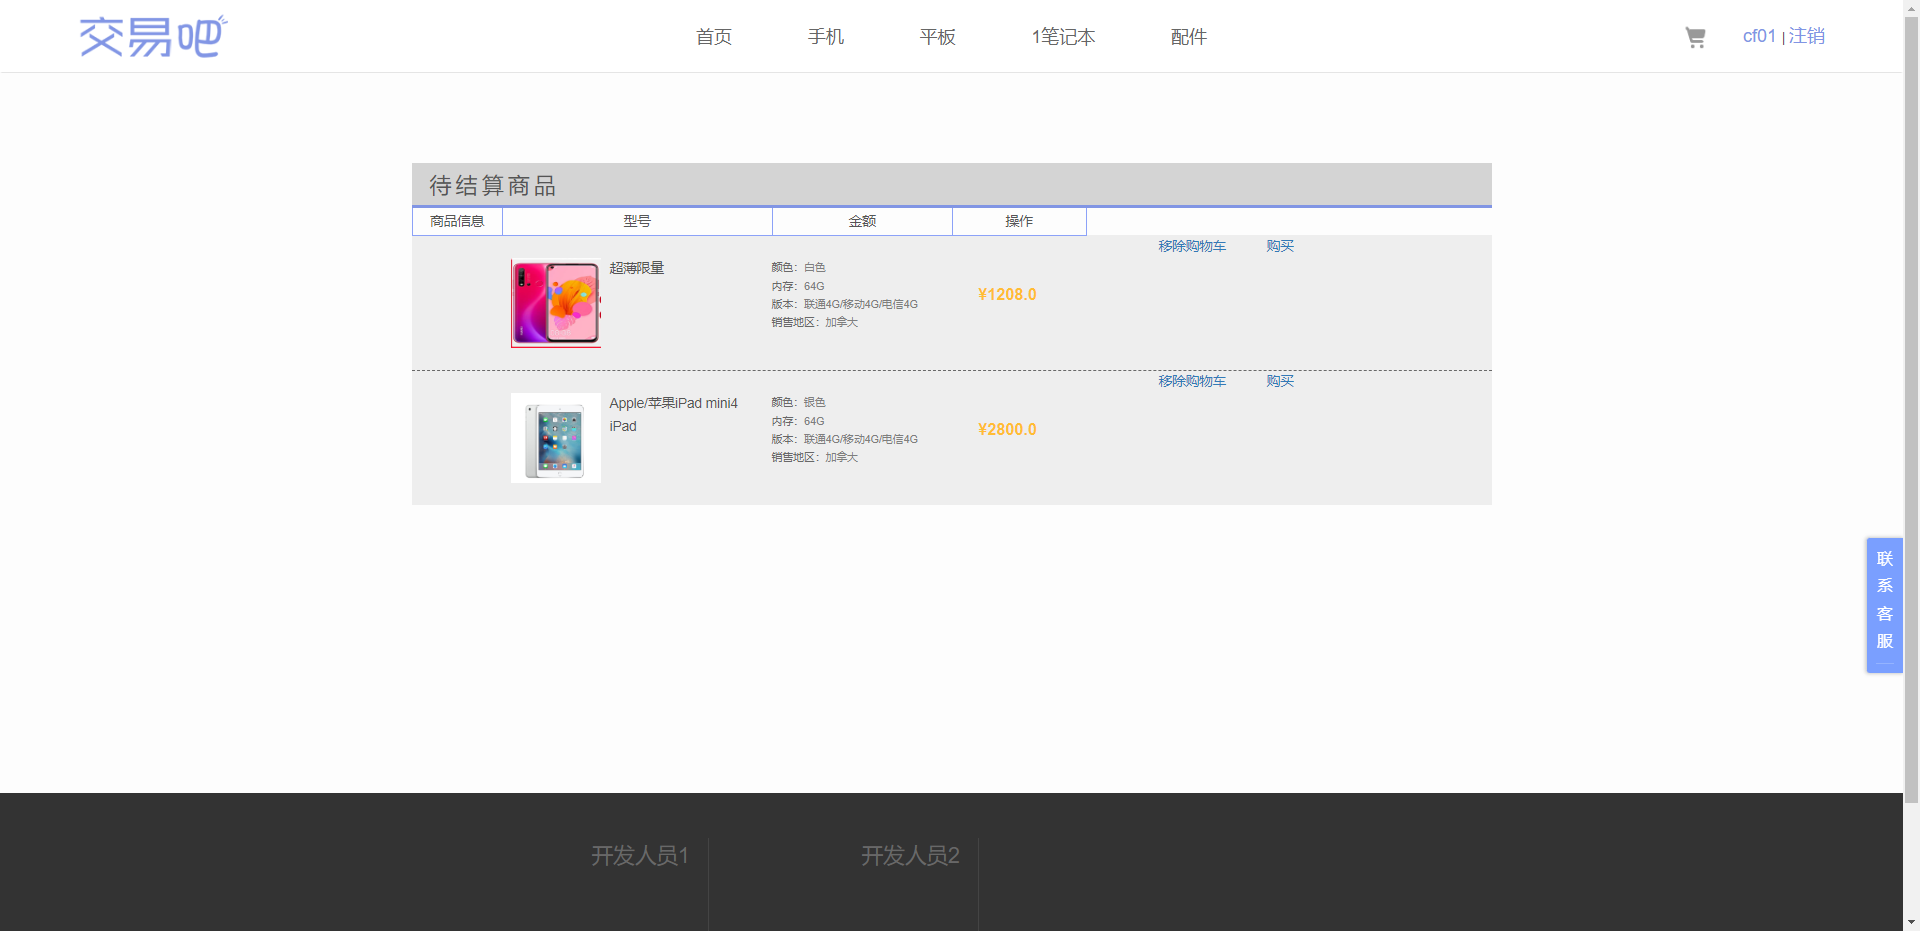 交易吧
首页 手机 平板 1笔记本 配件 cf01 | 注销
待结算商品
商品信息 型号 金额 操作
移除购物车 购买
超薄限量
颜色：白色
内存：64G
版本：联通4G/移动4G/电信4G
销售地区：加拿大
¥1208.0
移除购物车 购买
Apple/苹果iPad mini4
iPad
颜色：银色
内存：64G
版本：联通4G/移动4G/电信4G
销售地区：加拿大
¥2800.0
联
系
客
服
开发人员1 开发人员2